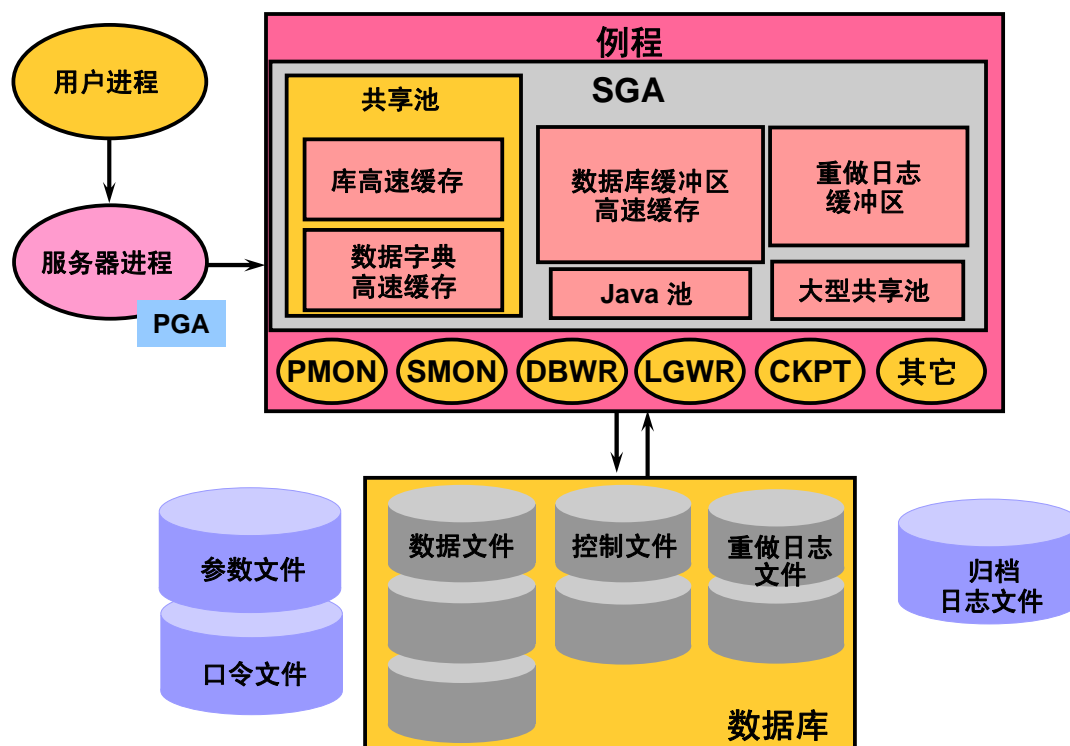 例程
用户进程
SGA
共享池
库高速缓存
数据库缓冲区
高速缓存
重做日志
缓冲区
服务器进程
数据字典
高速缓存
Java 池
大型共享池
PGA
PMON
SMON
DBWR
LGWR
CKPT
其它
参数文件
口令文件
数据文件
控制文件
重做日志
文件
归档
日志文件
数据库